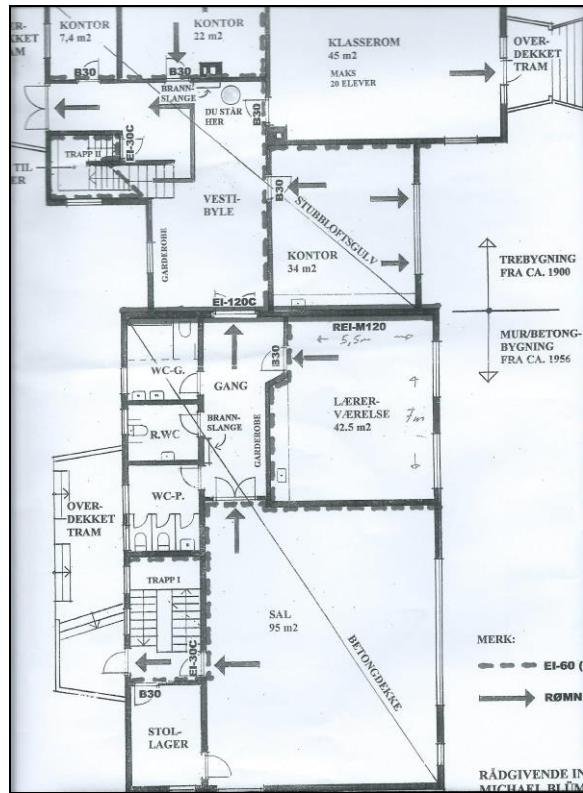 KONTOR
7,4 m2
KONTOR
22 m2
KLASSEROM
45 m2
MAKS
20 ELEVER
OVER-
DEKKET
TRAM
DEKKET
TRAM
B30
B30
BRANN-
SLANGE
DU STÅR
HER
B30
EI-30C
TRAPP II
TIL
VESTI-
BYLE
B30
STUBBLOFTSGULV
KONTOR
34 m2
GARDEROBE
TREBYGNING
FRA CA. 1900
EI-120C
REI-M120
5,5m
MUR/BETONG-
BYGNING
FRA CA. 1956
WC-G.
GANG
B30
LÆRER-
VÆRELSE
42.5 m2
7m
R.WC
BRANN-
SLANGE
GARDEROBE
WC-P.
OVER-
DEKKET
TRAM
TRAPP I
SAL
95 m2
BETONGDEKKE
EI-30C
B30
STOL-
LAGER
MERK:
EI-60 (
RØMN
RÅDGIVENDE IN
MICHAEL BLÜ